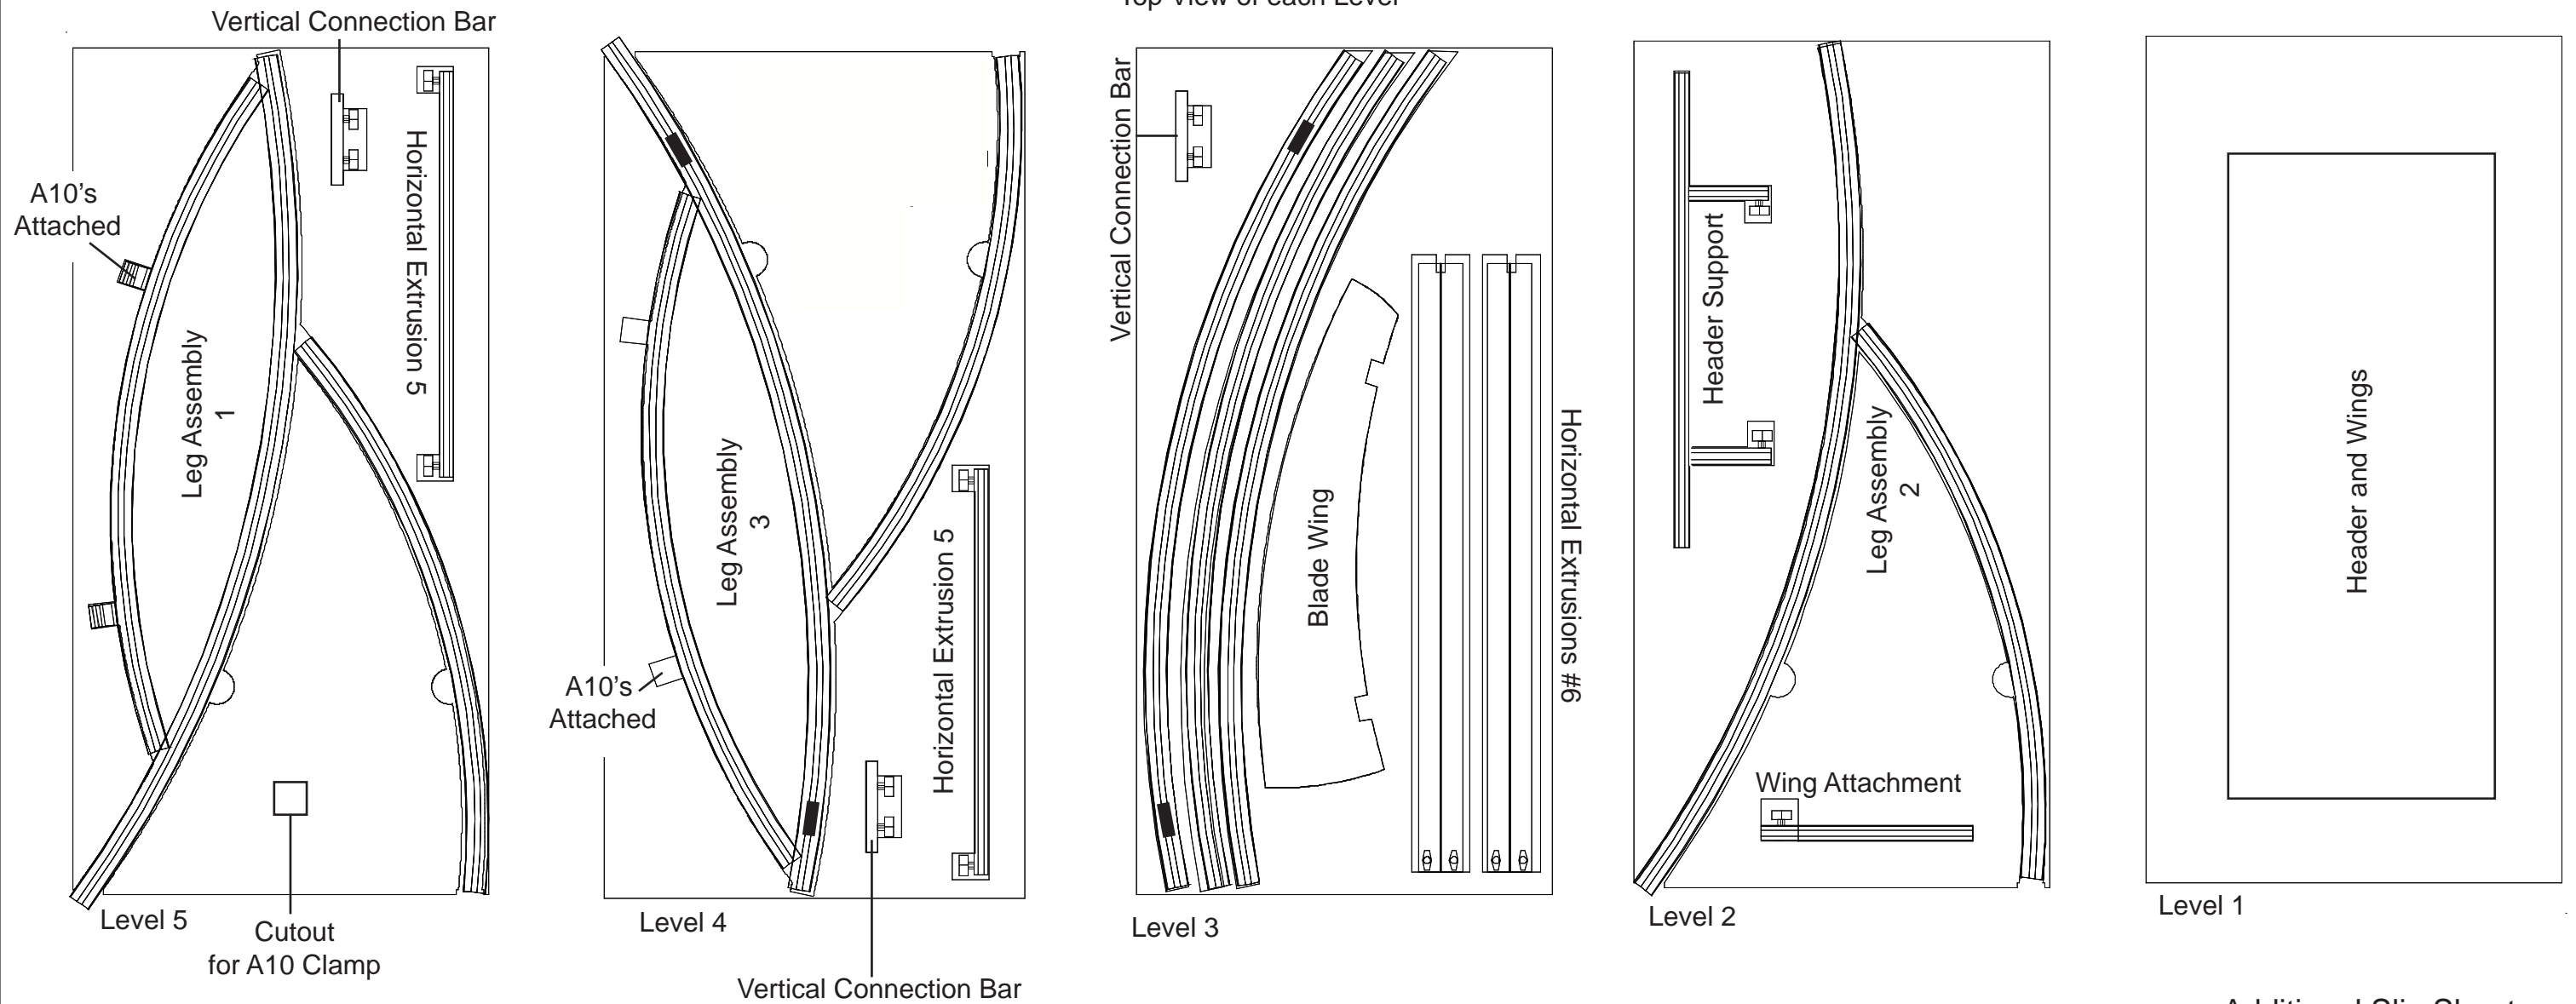 Top View of each Level
Vertical Connection Bar
A10's
Attached
Leg Assembly
1
Horizontal Extrusion 5
Level 5
Cutout
for A10 Clamp
Leg Assembly
3
A10's
Attached
Horizontal Extrusion 5
Level 4
Vertical Connection Bar
Vertical Connection Bar
Blade Wing
Horizontal Extrusions #6
Level 3
Header Support
Leg Assembly
2
Wing Attachment
Level 2
Header and Wings
Level 1
Additional Slip Sheet